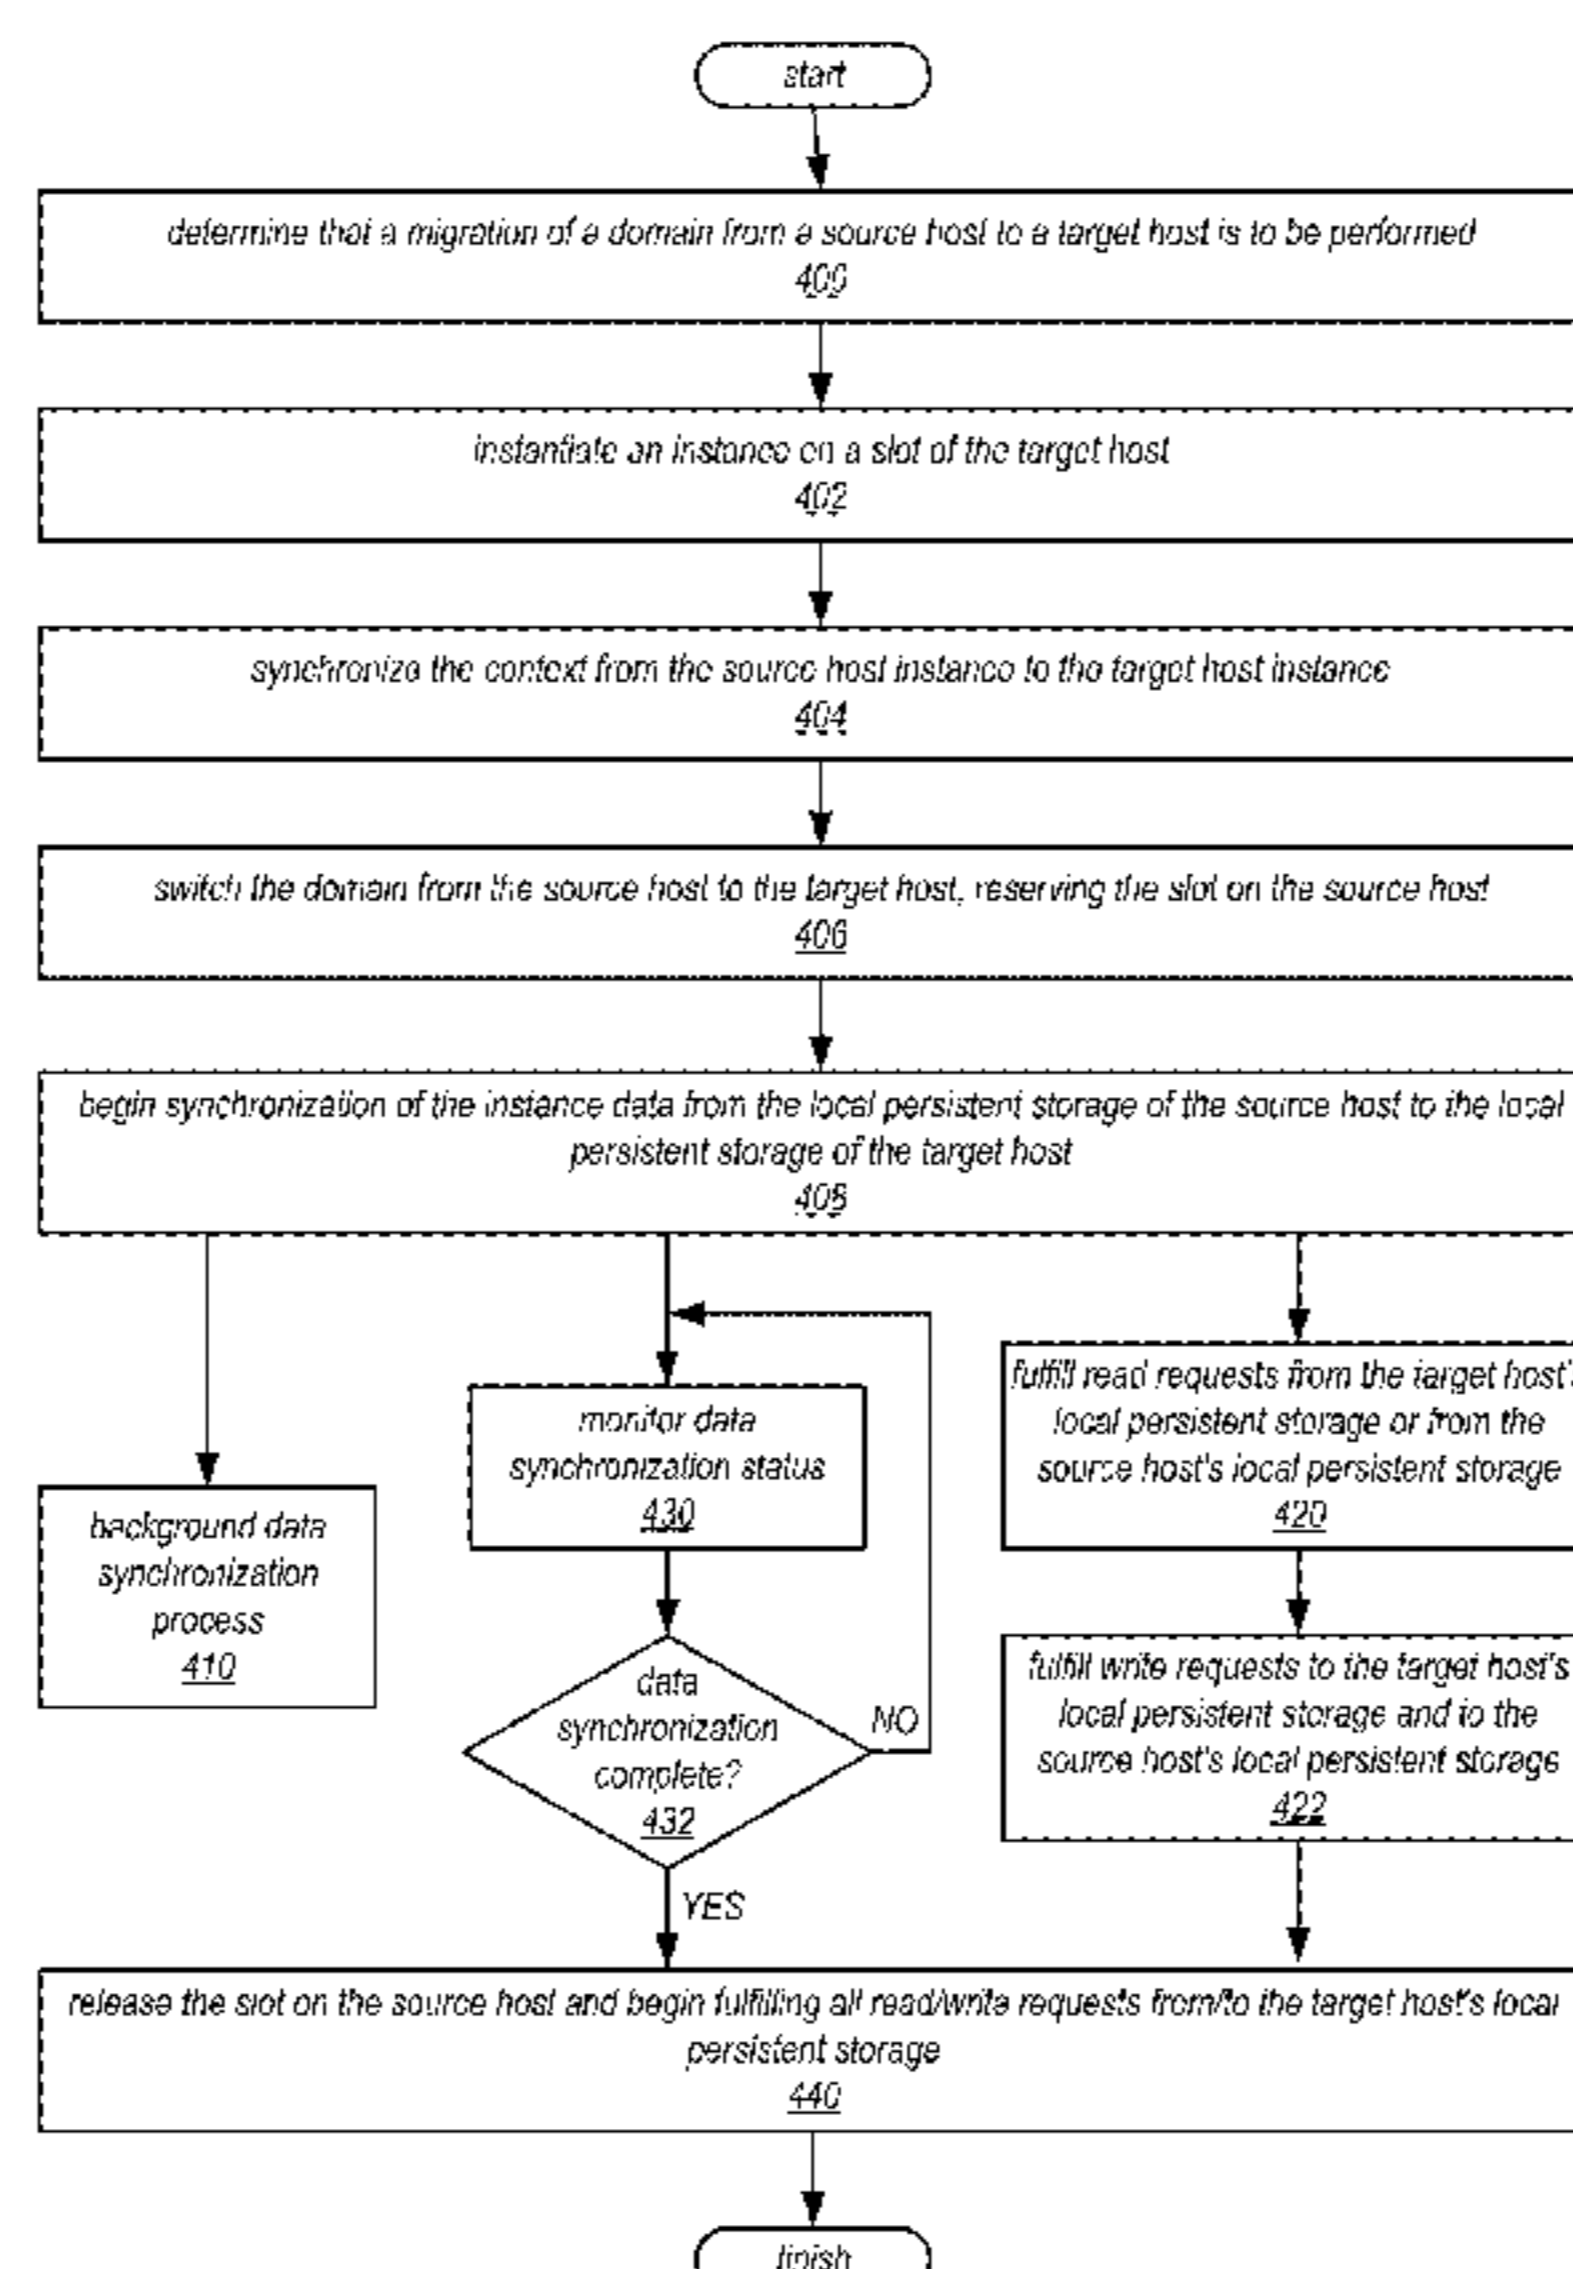 start
determine that a migration of a domain from a source host to a target host is to be performed
400
instantiate an instance on a slot of the target host
402
synchronize the context from the source host instance to the target host instance
404
switch the domain from the source host to the target host, reserving the slot on the source host
406
begin synchronization of the instance data from the local persistent storage of the source host to the local
persistent storage of the target host
408
background data
synchronization
process
410
monitor data
synchronization status
430
data
synchronization
complete?
432
NO
YES
fulfill read requests from the target host's
local persistent storage or from the
source host's local persistent storage
420
fulfill write requests to the target host's
local persistent storage and to the
source host's local persistent storage
422
release the slot on the source host and begin fulfilling all read/write requests from/to the target host's local
persistent storage
440
finish